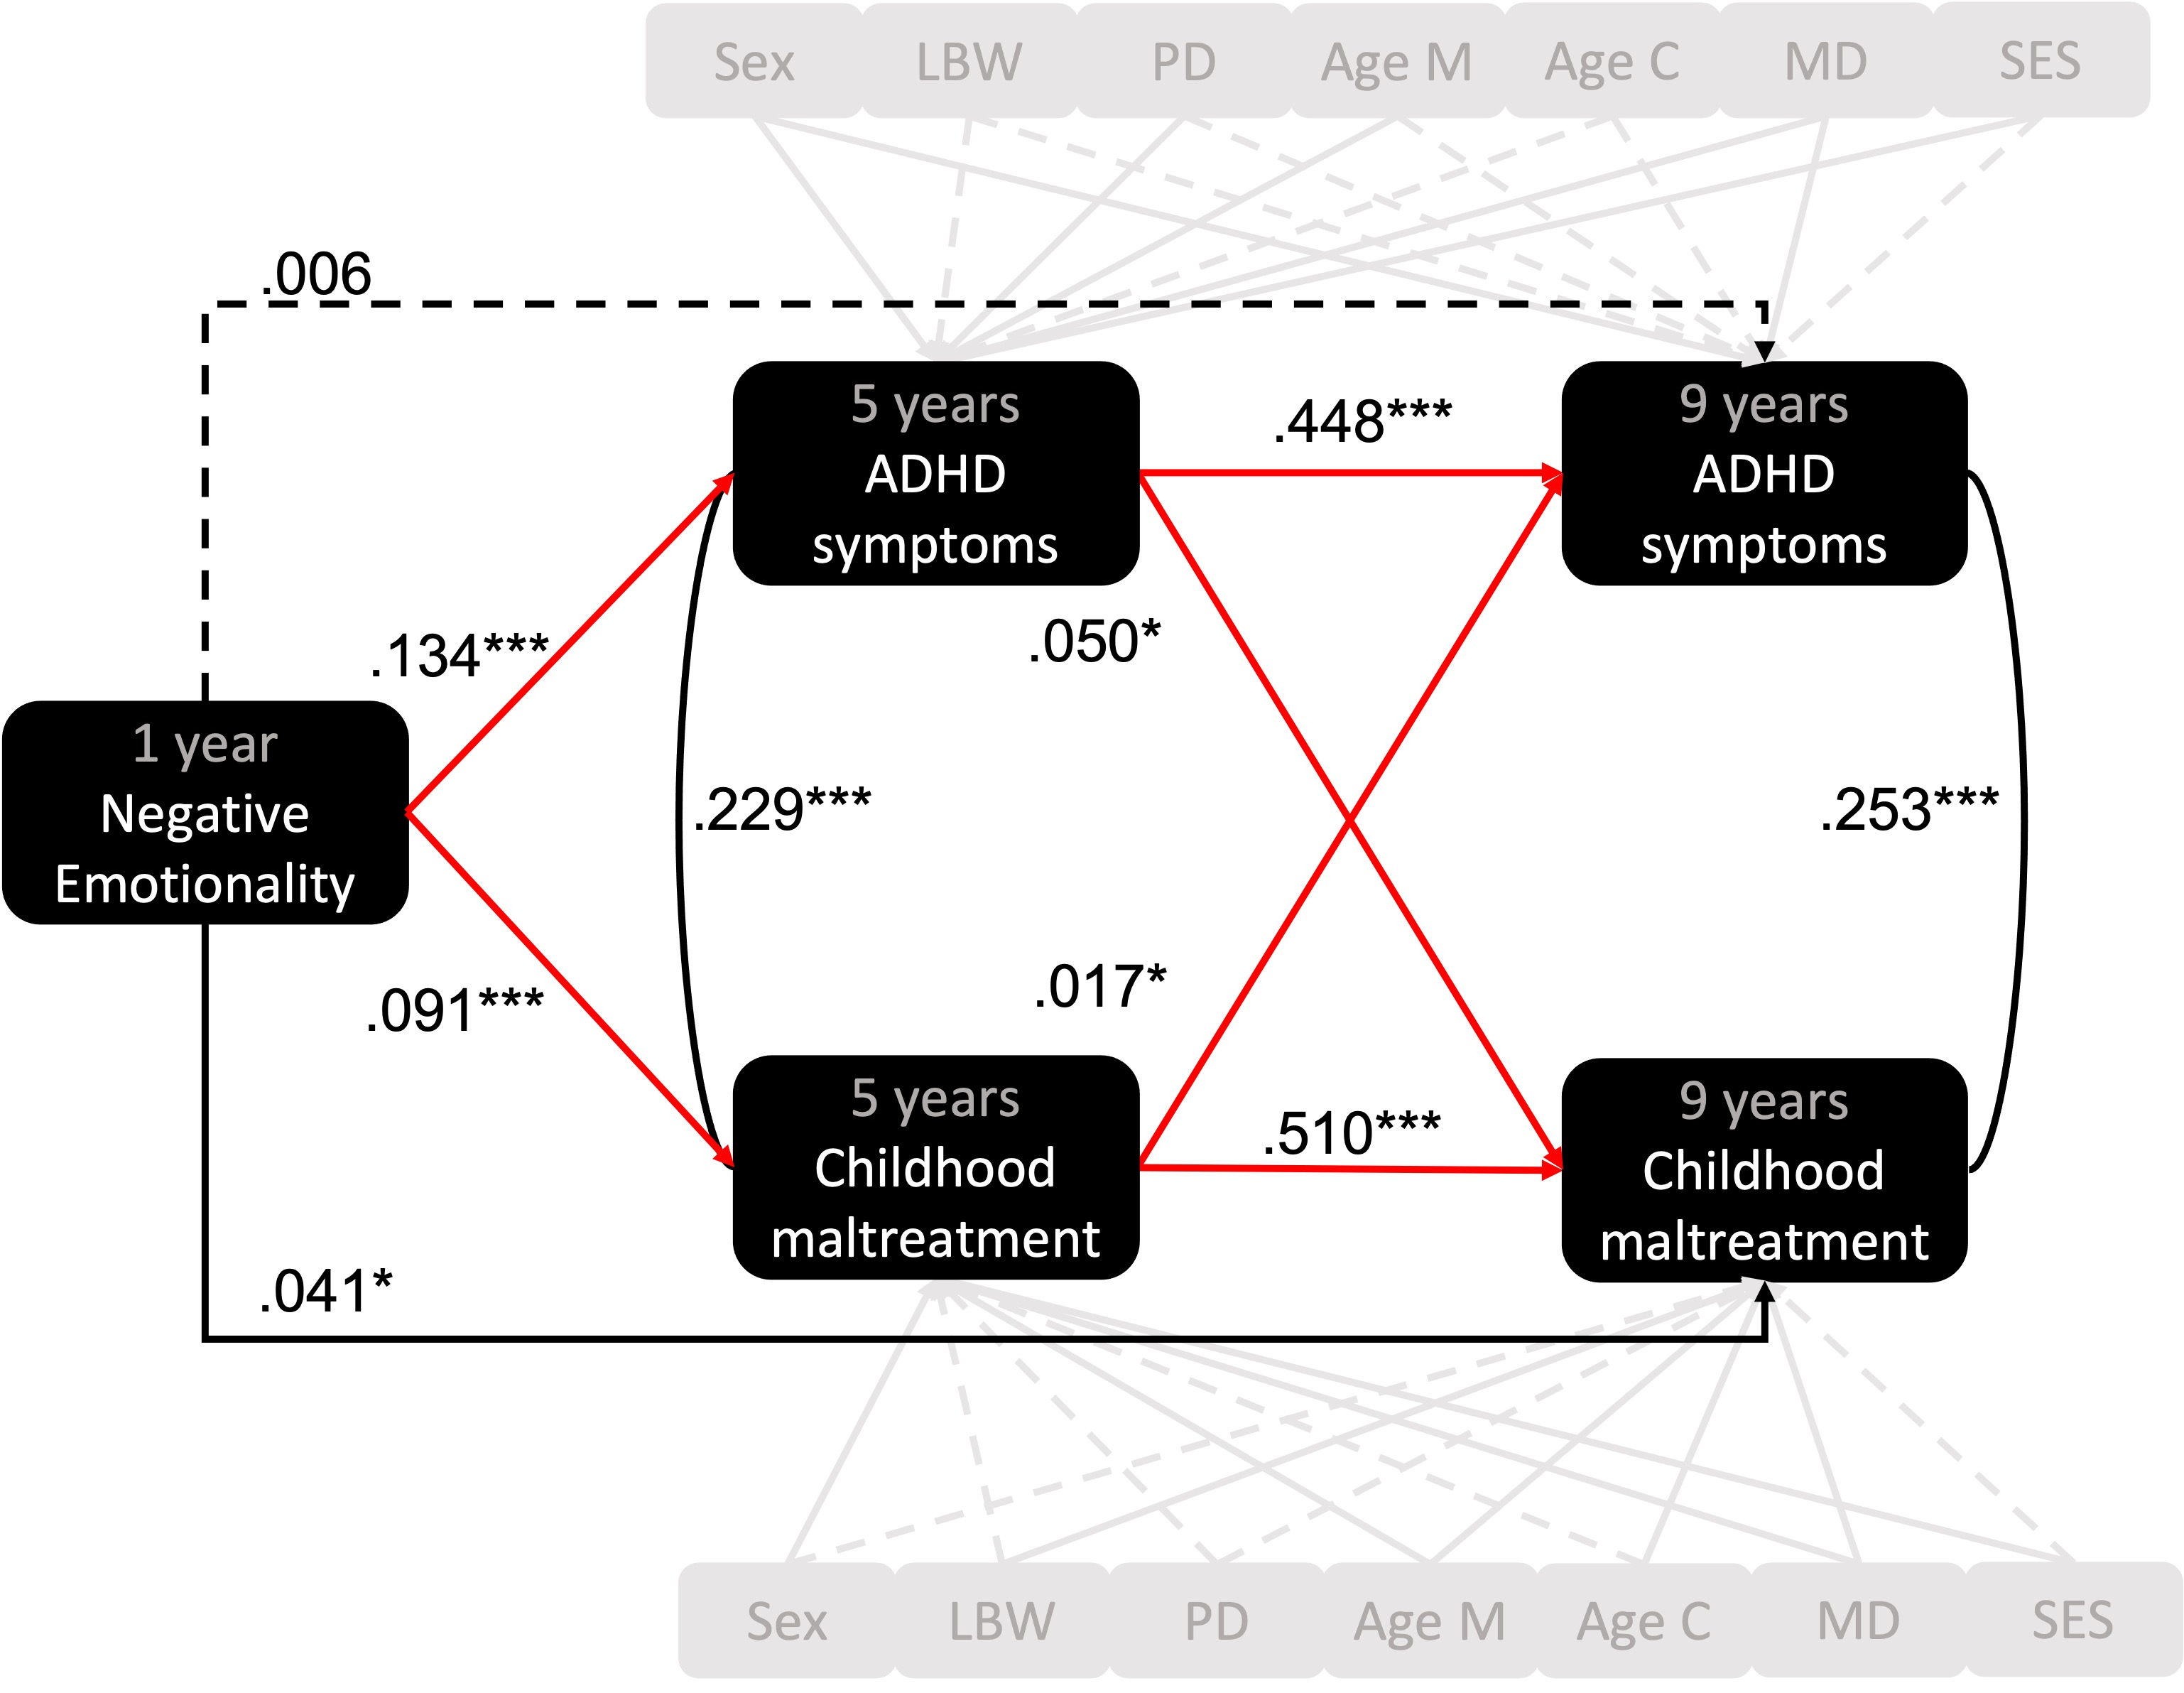 Sex LBW PD Age M Age C MD SES
.006
5 years
ADHD
symptoms
.448***
9 years
ADHD
symptoms
.134***
.050*
1 year
Negative
Emotionality
.229***
.253***
.091***
.017*
5 years
Childhood
maltreatment
.510***
9 years
Childhood
maltreatment
.041*
Sex LBW PD Age M Age C MD SES